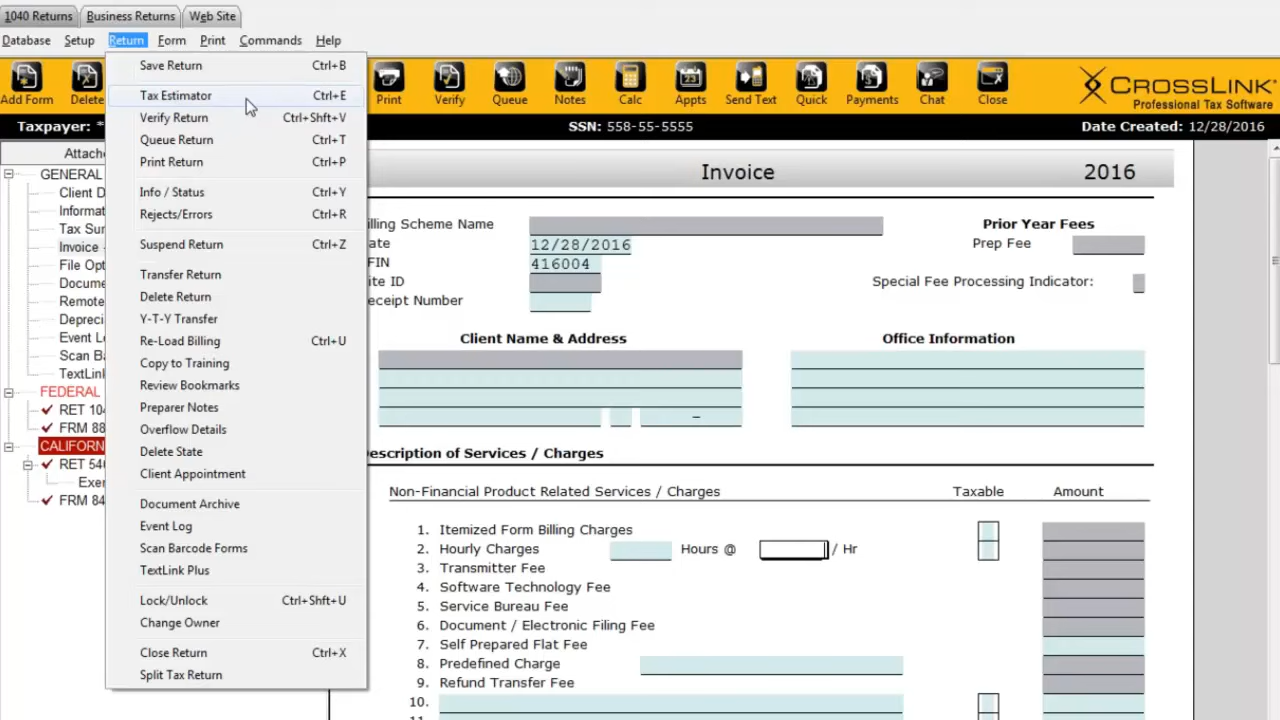 1040 Returns Business Returns Web Site
Database Setup Return Form Print Commands Help
Add Form Delete Print Verify Queue Notes Calc Appts Send Text Quick Payments Chat Close
CROSSLINK
Professional Tax Software
Taxpayer: * SSN: 558-55-5555 Date Created: 12/28/2016
Save Return Ctrl+B
Tax Estimator Ctrl+E
Verify Return Ctrl+Shft+V
Queue Return Ctrl+T
Print Return Ctrl+P
Info / Status Ctrl+Y
Rejects/Errors Ctrl+R
Suspend Return Ctrl+Z
Transfer Return
Delete Return
Y-T-Y Transfer
Re-Load Billing Ctrl+U
Copy to Training
Review Bookmarks
Preparer Notes
Overflow Details
Delete State
Client Appointment
Document Archive
Event Log
Scan Barcode Forms
TextLink Plus
Lock/Unlock Ctrl+Shft+U
Change Owner
Close Return Ctrl+X
Split Tax Return
GENERAL
Client D
Tax Sur
Invoice
File Opt
Remote
Event L
Scan Ba
TextLink
FEDERAL
RET 104
FRM 88
CALIFORN
RET 540
FRM 84
Invoice 2016
Prior Year Fees
Prep Fee
Special Fee Processing Indicator:
illing Scheme Name
ate 12/28/2016
FIN 416004
ite ID
eceipt Number
Client Name & Address Office Information
–
escription of Services / Charges
Non-Financial Product Related Services / Charges Taxable Amount
1. Itemized Form Billing Charges
2. Hourly Charges Hours @ / Hr
3. Transmitter Fee
4. Software Technology Fee
5. Service Bureau Fee
6. Document / Electronic Filing Fee
7. Self Prepared Flat Fee
8. Predefined Charge
9. Refund Transfer Fee
10.